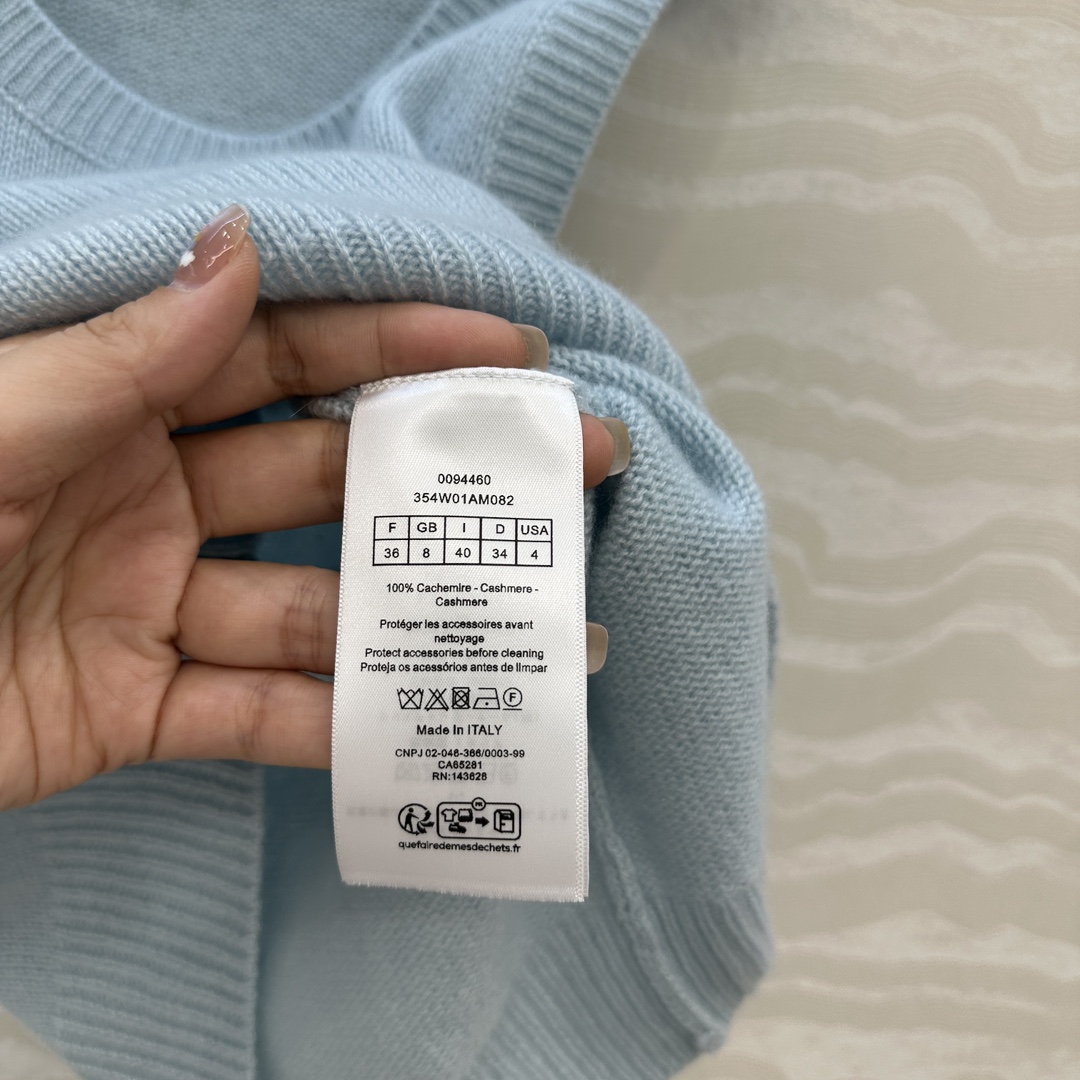 0094460
354W01AM082
F GB I D USA
36 8 40 34 4
100% Cachemire - Cashmere -
Cashmere
Protéger les accessoires avant
nettoyage
Protect accessories before cleaning
Proteja os acessórios antes de limpar
F
Made In ITALY
CNPJ 02-046-366/0003-99
CA65281
RN:143628
FR
quefairedemesdechets.fr